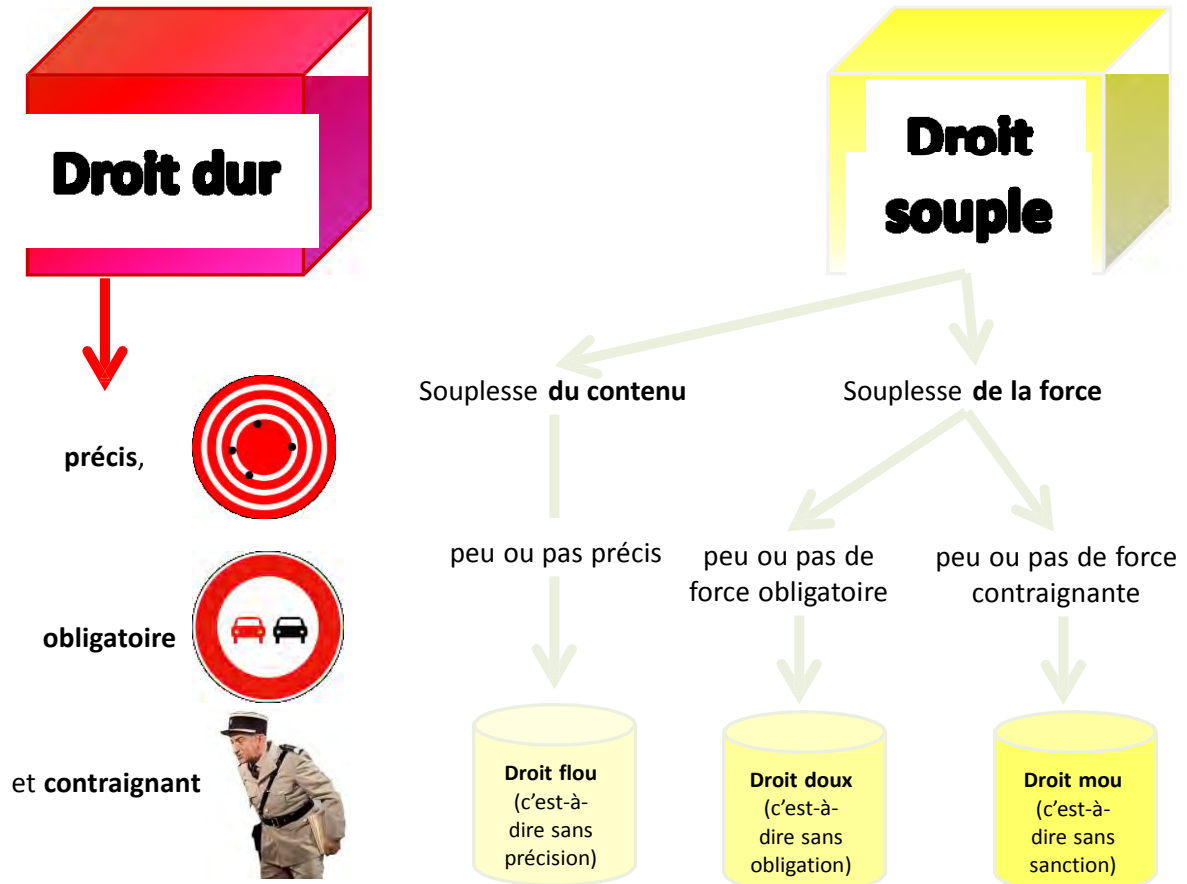 Droit dur
précis,
obligatoire
et contraignant
Droit
souple
Souplesse du contenu
Souplesse de la force
peu ou pas précis
peu ou pas de
force obligatoire
peu ou pas de force
contraignante
Droit flou
(c'est-à-
dire sans
précision)
Droit doux
(c'est-à-
dire sans
obligation)
Droit mou
(c'est-à-
dire sans
sanction)